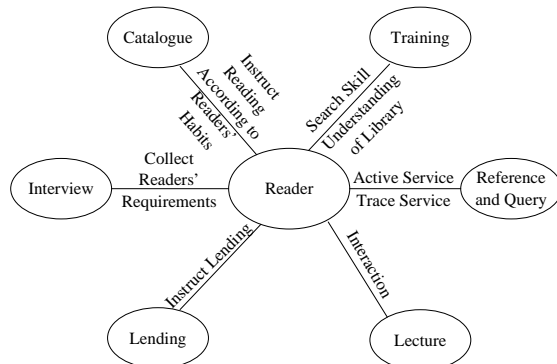 Catalogue
Training
Instruct
Reading
According to
Readers'
Habits
Search Skill
Understanding
of Library
Interview
Collect
Readers'
Requirements
Reader
Active Service
Trace Service
Reference
and Query
Instruct Lending
Interaction
Lending
Lecture